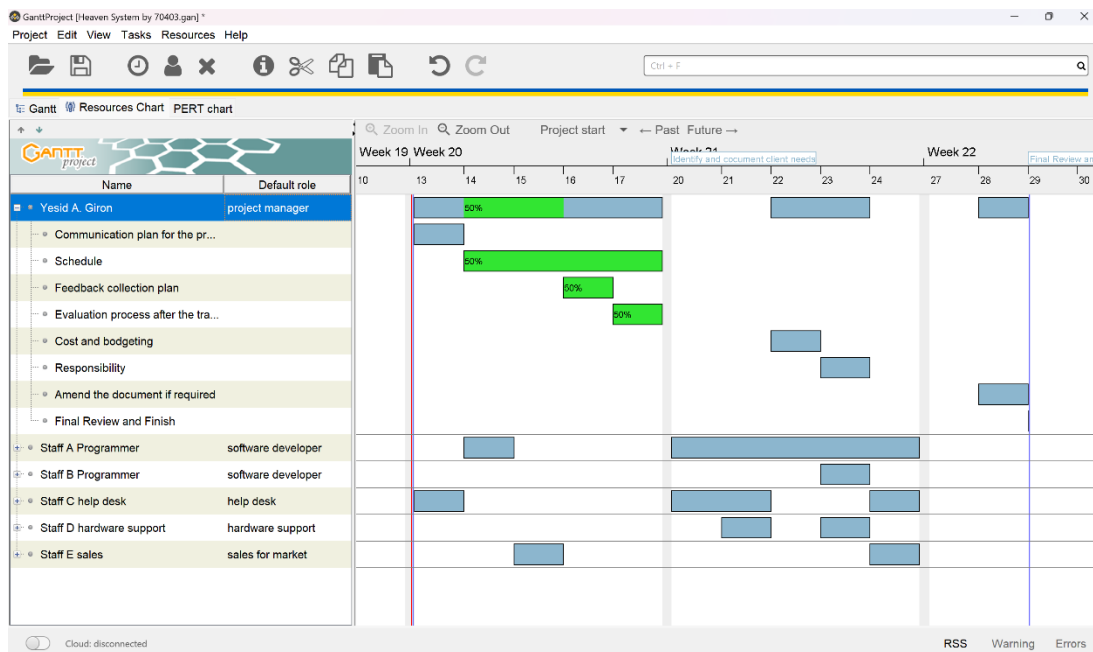 GanttProject [Heaven System by 70403.gan] *
Project Edit View Tasks Resources Help
Ctrl + F
Gantt Resources Chart PERT chart
Zoom In Zoom Out Project start ← Past Future →
GANTT project
Week 19 Week 20 Week 21 Week 22
Identify and cocument client needs Final Review an
Name Default role
10 13 14 15 16 17 20 21 22 23 24 27 28 29 30
Yesid A. Giron project manager 50%
Communication plan for the pr...
Schedule 50%
Feedback collection plan 50%
Evaluation process after the tra... 50%
Cost and bodgeting
Responsibility
Amend the document if required
Final Review and Finish
Staff A Programmer software developer
Staff B Programmer software developer
Staff C help desk help desk
Staff D hardware support hardware support
Staff E sales sales for market
Cloud: disconnected RSS Warning Errors